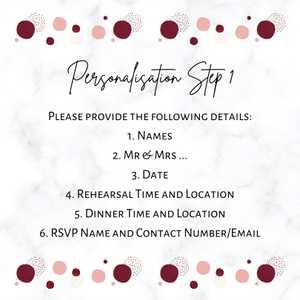 Personalisation Step 1
Please provide the following details:
1. Names
2. Mr & Mrs ...
3. Date
4. Rehearsal Time and Location
5. Dinner Time and Location
6. RSVP Name and Contact Number/Email